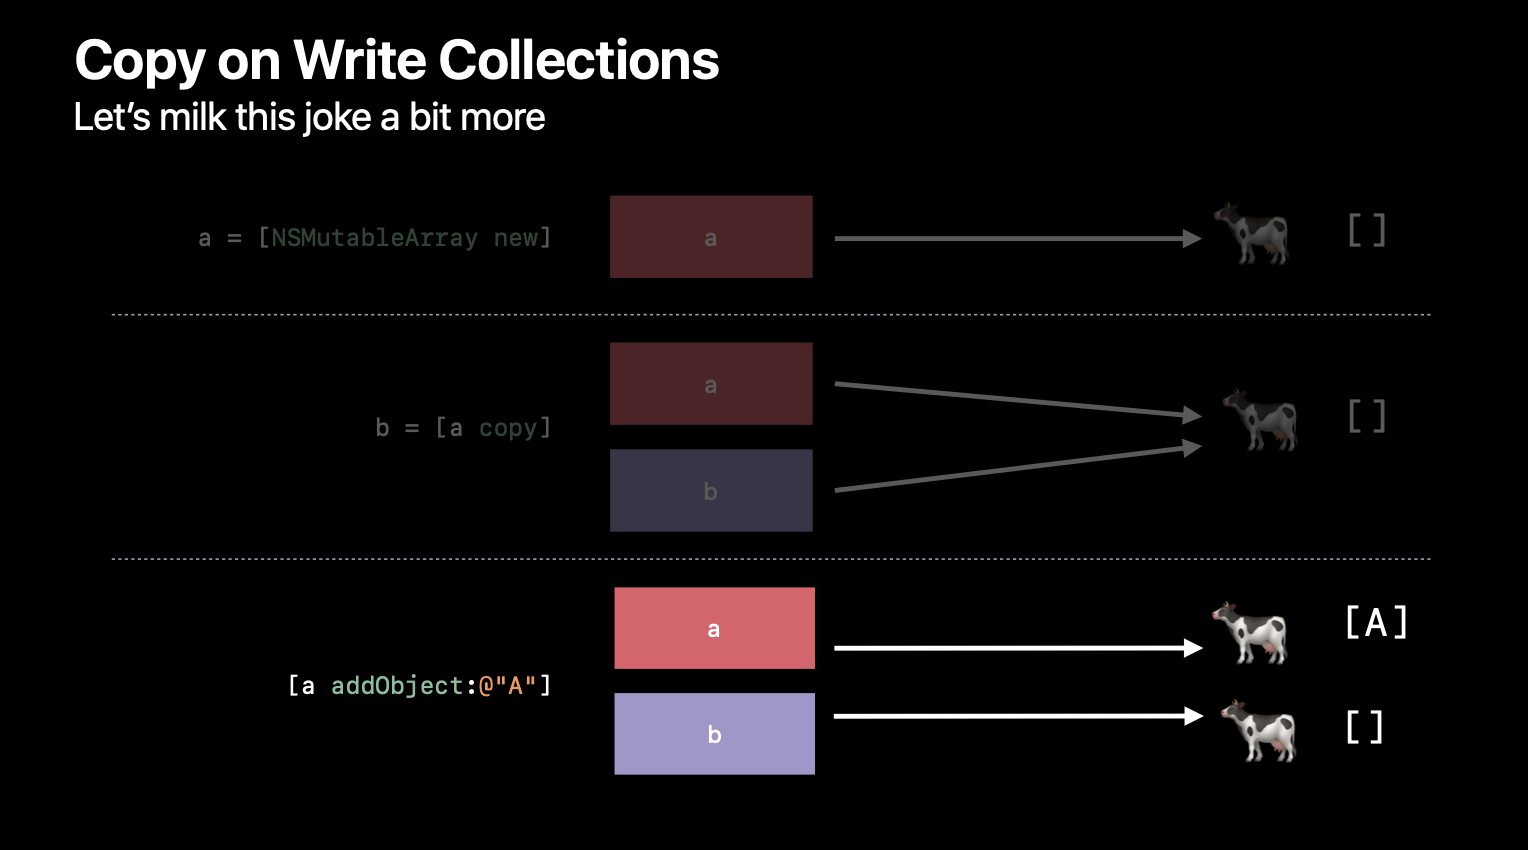 Copy on Write Collections
Let’s milk this joke a bit more
a = [NSMutableArray new]
a
[]
b = [a copy]
a
b
[]
[a addObject:@"A"]
a
[A]
b
[]